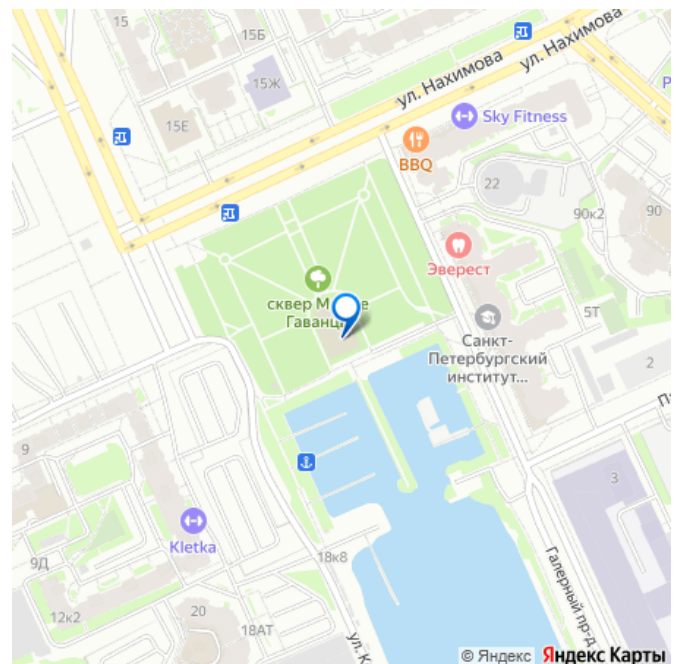 15
15Б
ул. Нахимова
ул. Нахимова
15Ж
Sky Fitness
15Е
BBQ
22
90к2
90
Эверест
сквер М
е
Гаванц
5Т
Санкт-
Петербургский
институт...
2
9
3
Kletka
18к8
9Д
Галерный пр-д
12к2
20
18АТ
ул. К
© Яндекс Яндекс Карты